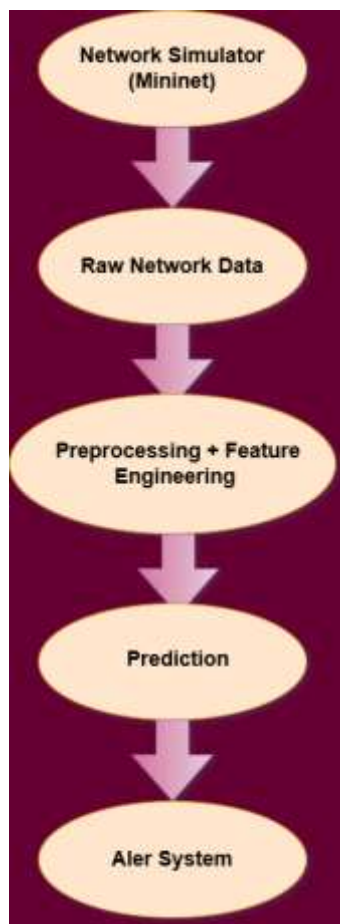 Network Simulator
(Mininet)
Raw Network Data
Preprocessing + Feature
Engineering
Prediction
Aler System